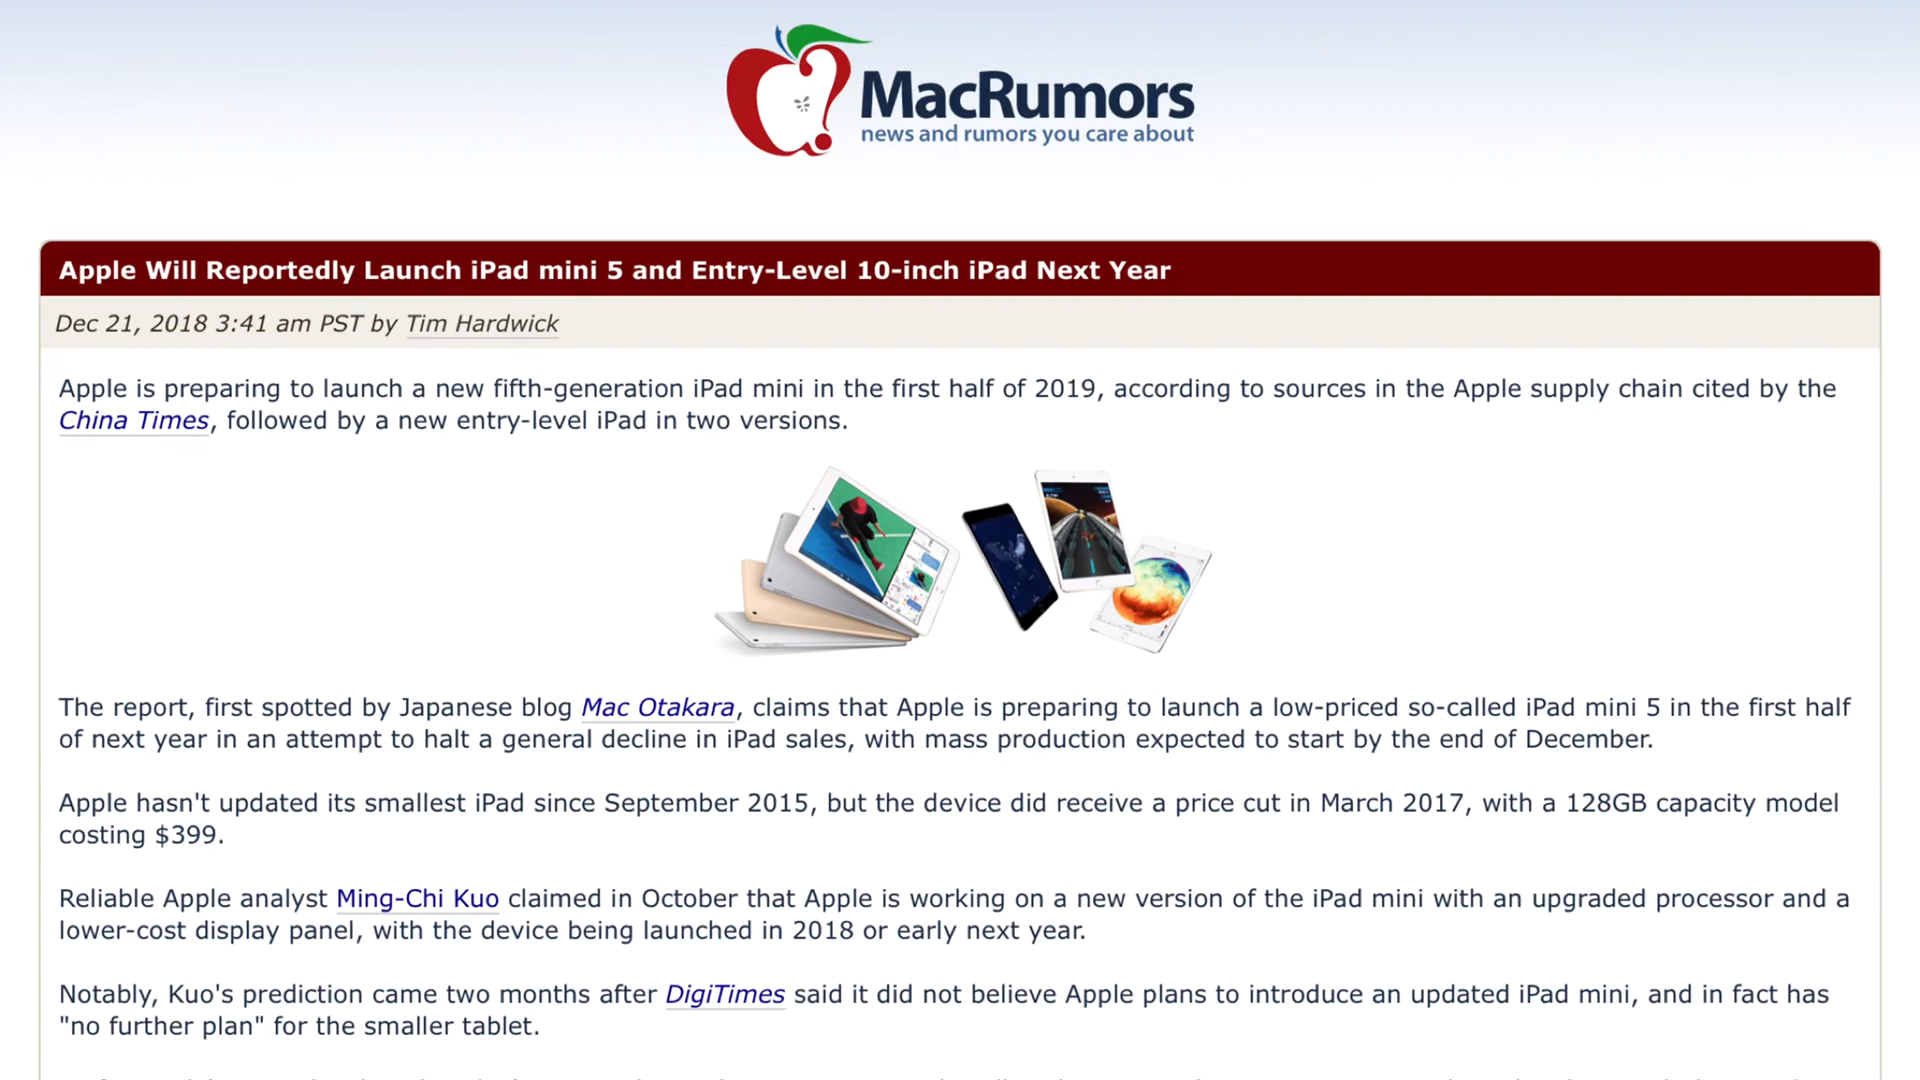 MacRumors
news and rumors you care about
Apple Will Reportedly Launch iPad mini 5 and Entry-Level 10-inch iPad Next Year
Dec 21, 2018 3:41 am PST by Tim Hardwick
Apple is preparing to launch a new fifth-generation iPad mini in the first half of 2019, according to sources in the Apple supply chain cited by the
China Times, followed by a new entry-level iPad in two versions.
The report, first spotted by Japanese blog Mac Otakara, claims that Apple is preparing to launch a low-priced so-called iPad mini 5 in the first half
of next year in an attempt to halt a general decline in iPad sales, with mass production expected to start by the end of December.
Apple hasn't updated its smallest iPad since September 2015, but the device did receive a price cut in March 2017, with a 128GB capacity model
costing $399.
Reliable Apple analyst Ming-Chi Kuo claimed in October that Apple is working on a new version of the iPad mini with an upgraded processor and a
lower-cost display panel, with the device being launched in 2018 or early next year.
Notably, Kuo's prediction came two months after DigiTimes said it did not believe Apple plans to introduce an updated iPad mini, and in fact has
"no further plan" for the smaller tablet.